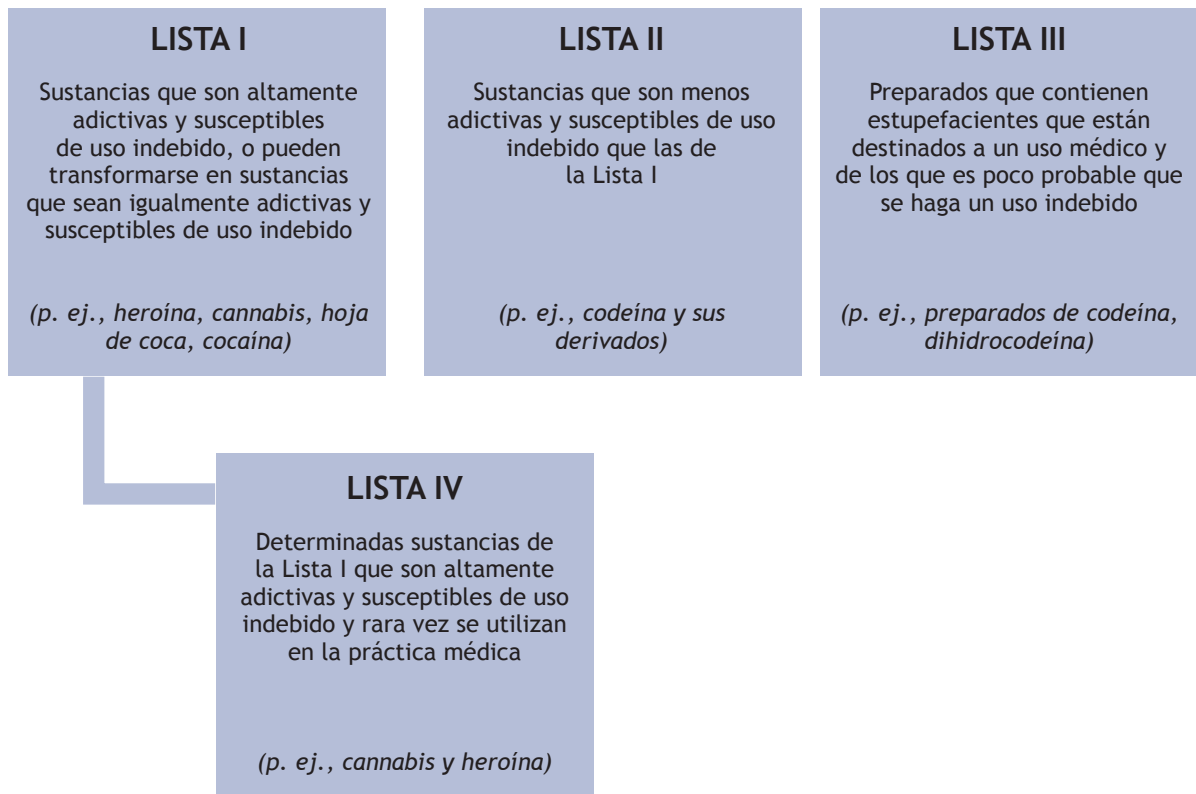 LISTA I
Sustancias que son altamente
adictivas y susceptibles
de uso indebido, o pueden
transformarse en sustancias
que sean igualmente adictivas y
susceptibles de uso indebido
(p. ej., heroína, cannabis, hoja
de coca, cocaína)
LISTA II
Sustancias que son menos
adictivas y susceptibles de uso
indebido que las de
la Lista I
(p. ej., codeína y sus
derivados)
LISTA III
Preparados que contienen
estupefacientes que están
destinados a un uso médico y
de los que es poco probable que
se haga un uso indebido
(p. ej., preparados de codeína,
dihidrocodeína)
LISTA IV
Determinadas sustancias de
la Lista I que son altamente
adictivas y susceptibles de uso
indebido y rara vez se utilizan
en la práctica médica
(p. ej., cannabis y heroína)